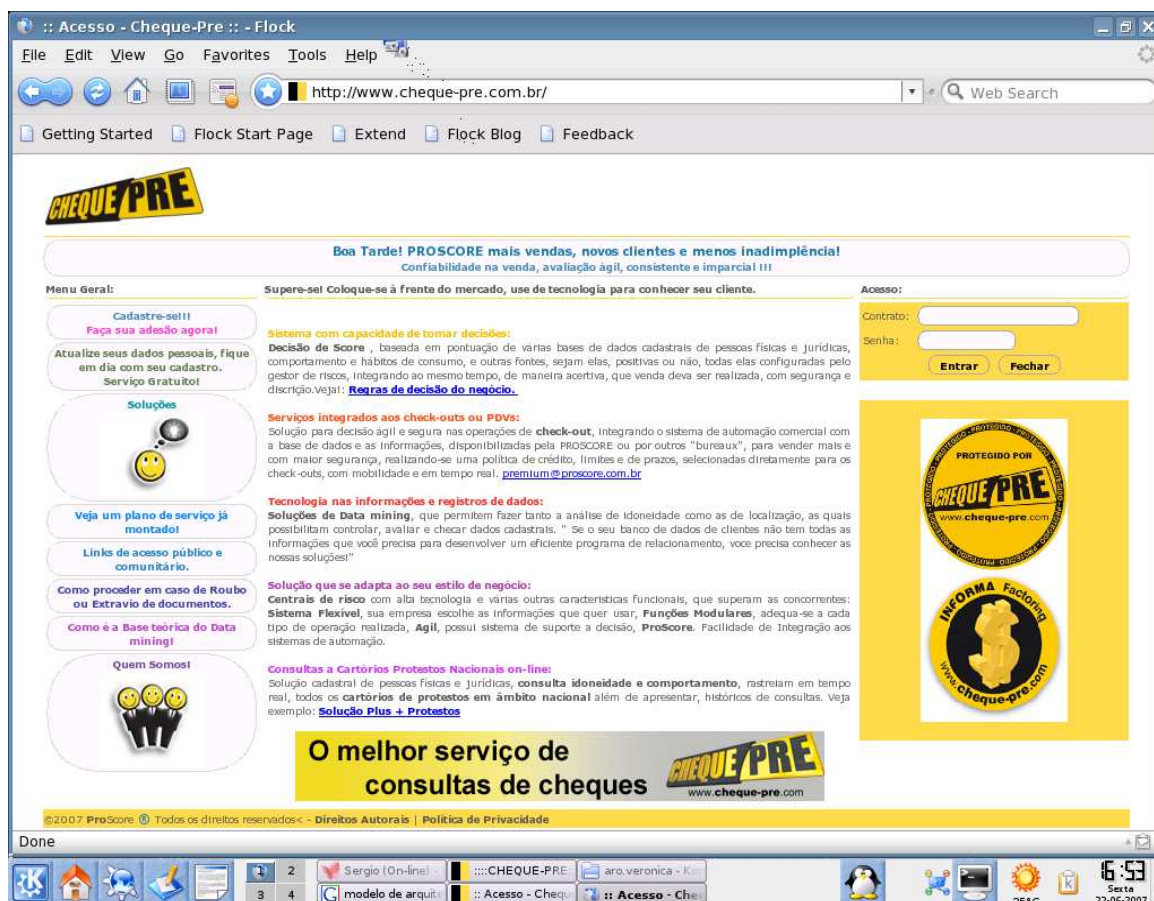 :: Acesso - Cheque-Pre :: - Flock
File Edit View Go Favorites Tools Help
http://www.cheque-pre.com.br/
Web Search
Getting Started Flock Start Page Extend Flock Blog Feedback
CHEQUE/PRE
Boa Tarde! PROSCORE mais vendas, novos clientes e menos inadimplência!
Confiabilidade na venda, avaliação ágil, consistente e imparcial !!!
Menu Geral:
Cadastre-se!!!
Faça sua adesão agora!
Atualize seus dados pessoais, fique
em dia com seu cadastro.
Serviço Gratuito!
Soluções
Veja um plano de serviço já
montado!
Links de acesso público e
comunitário.
Como proceder em caso de Roubo
ou Extravio de documentos.
Como é a Base teórica do Data
mining!
Quem Somos!
Supere-se! Coloque-se à frente do mercado, use de tecnologia para conhecer seu cliente.
Sistema com capacidade de tomar decisões:
Decisão de Score , baseada em pontuação de várias bases de dados cadastrais de pessoas físicas e jurídicas,
comportamento e hábitos de consumo, e outras fontes, sejam elas, positivas ou não, todas elas configuradas pelo
gestor de riscos, integrando ao mesmo tempo, de maneira acertiva, que venda deva ser realizada, com segurança e
discrição.Veja!: Regras de decisão do negócio.
Serviços integrados aos check-outs ou PDVs:
Solução para decisão ágil e segura nas operações de check-out, integrando o sistema de automação comercial com
a base de dados e as informações, disponibilizadas pela PROSCORE ou por outros "bureaux", para vender mais e
com maior segurança, realizando-se uma política de crédito, limites e de prazos, selecionadas diretamente para os
check-outs, com mobilidade e em tempo real. premium@proscore.com.br
Tecnologia nas informações e registros de dados:
Soluções de Data mining, que permitem fazer tanto a análise de idoneidade como as de localização, as quais
possibilitam controlar, avaliar e checar dados cadastrais. " Se o seu banco de dados de clientes não tem todas as
informações que você precisa para desenvolver um eficiente programa de relacionamento, voce precisa conhecer as
nossas soluções!"
Solução que se adapta ao seu estilo de negócio:
Centrais de risco com alta tecnologia e várias outras caracteristicas funcionais, que superam as concorrentes:
Sistema Flexível, sua empresa escolhe as informações que quer usar, Funções Modulares, adequa-se a cada
tipo de operação realizada, Agil, possui sistema de suporte a decisão, ProScore. Facilidade de Integração aos
sistemas de automação.
Consultas a Cartórios Protestos Nacionais on-line:
Solução cadastral de pessoas físicas e jurídicas, consulta idoneidade e comportamento, rastreiam em tempo
real, todos os cartórios de protestos em âmbito nacional além de apresentar, históricos de consultas. Veja
exemplo: Solução Plus + Protestos
O melhor serviço de
consultas de cheques
CHEQUE/PRE
www.cheque-pre.com
Acesso:
Contrato:
Senha:
Entrar Fechar
PROTEGIDO
PROTEGIDO POR
CHEQUE/PRE
www.cheque-pre.com
INFORMA Factoring
www.cheque-pre.com
©2007 ProScore ® Todos os direitos reservados< - Direitos Autorais | Politica de Privacidade
Done
1 2 Sergio (On-line) - ::::CHEQUE-PRE aro.veronica - Ko
3 4 modelo de arquite :: Acesso - Chequ :: Acesso - Che
25°C
16:53
Sexta
22-06-2007